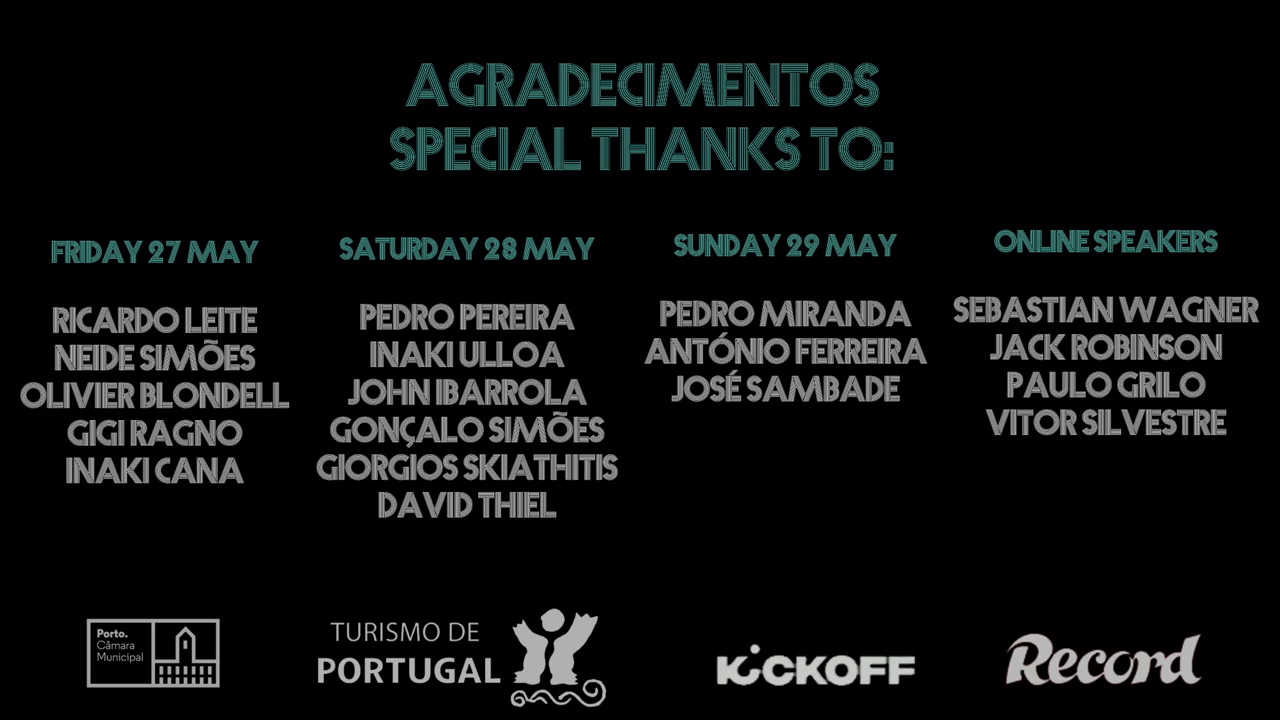 AGRADECIMENTOS
SPECIAL THANKS TO:
FRIDAY 27 MAY
RICARDO LEITE
NEIDE SIMÕES
OLIVIER BLONDELL
GIGI RAGNO
INAKI CANA
SATURDAY 28 MAY
PEDRO PEREIRA
INAKI ULLOA
JOHN IBARROLA
GONÇALO SIMÕES
GIORGIOS SKIATHITIS
DAVID THIEL
SUNDAY 29 MAY
PEDRO MIRANDA
ANTÓNIO FERREIRA
JOSÉ SAMBADE
ONLINE SPEAKERS
SEBASTIAN WAGNER
JACK ROBINSON
PAULO GRILO
VITOR SILVESTRE
Porto.
Câmara
Municipal
TURISMO DE
PORTUGAL
KICKOFF
Record